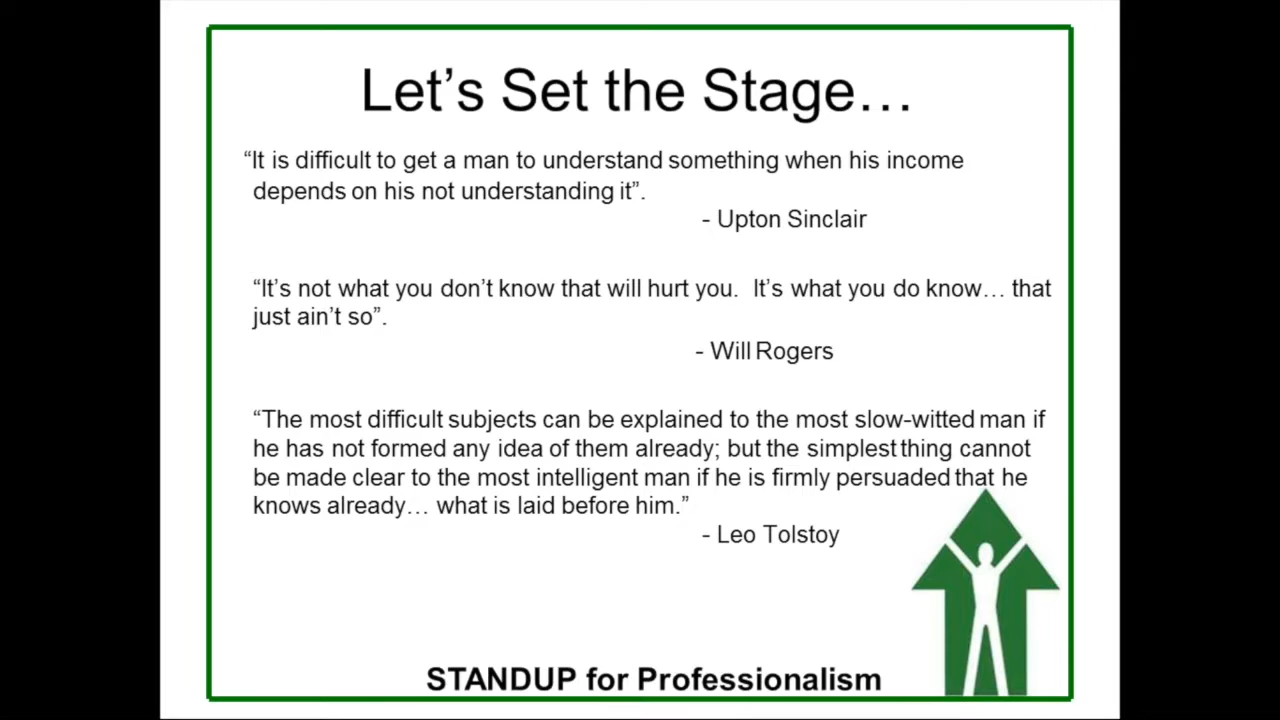 Let’s Set the Stage…
“It is difficult to get a man to understand something when his income
depends on his not understanding it”.
- Upton Sinclair
“It’s not what you don’t know that will hurt you.  It’s what you do know… that
just ain’t so”.
- Will Rogers
“The most difficult subjects can be explained to the most slow-witted man if
he has not formed any idea of them already; but the simplest thing cannot
be made clear to the most intelligent man if he is firmly persuaded that he
knows already… what is laid before him.”
- Leo Tolstoy
STANDUP for Professionalism